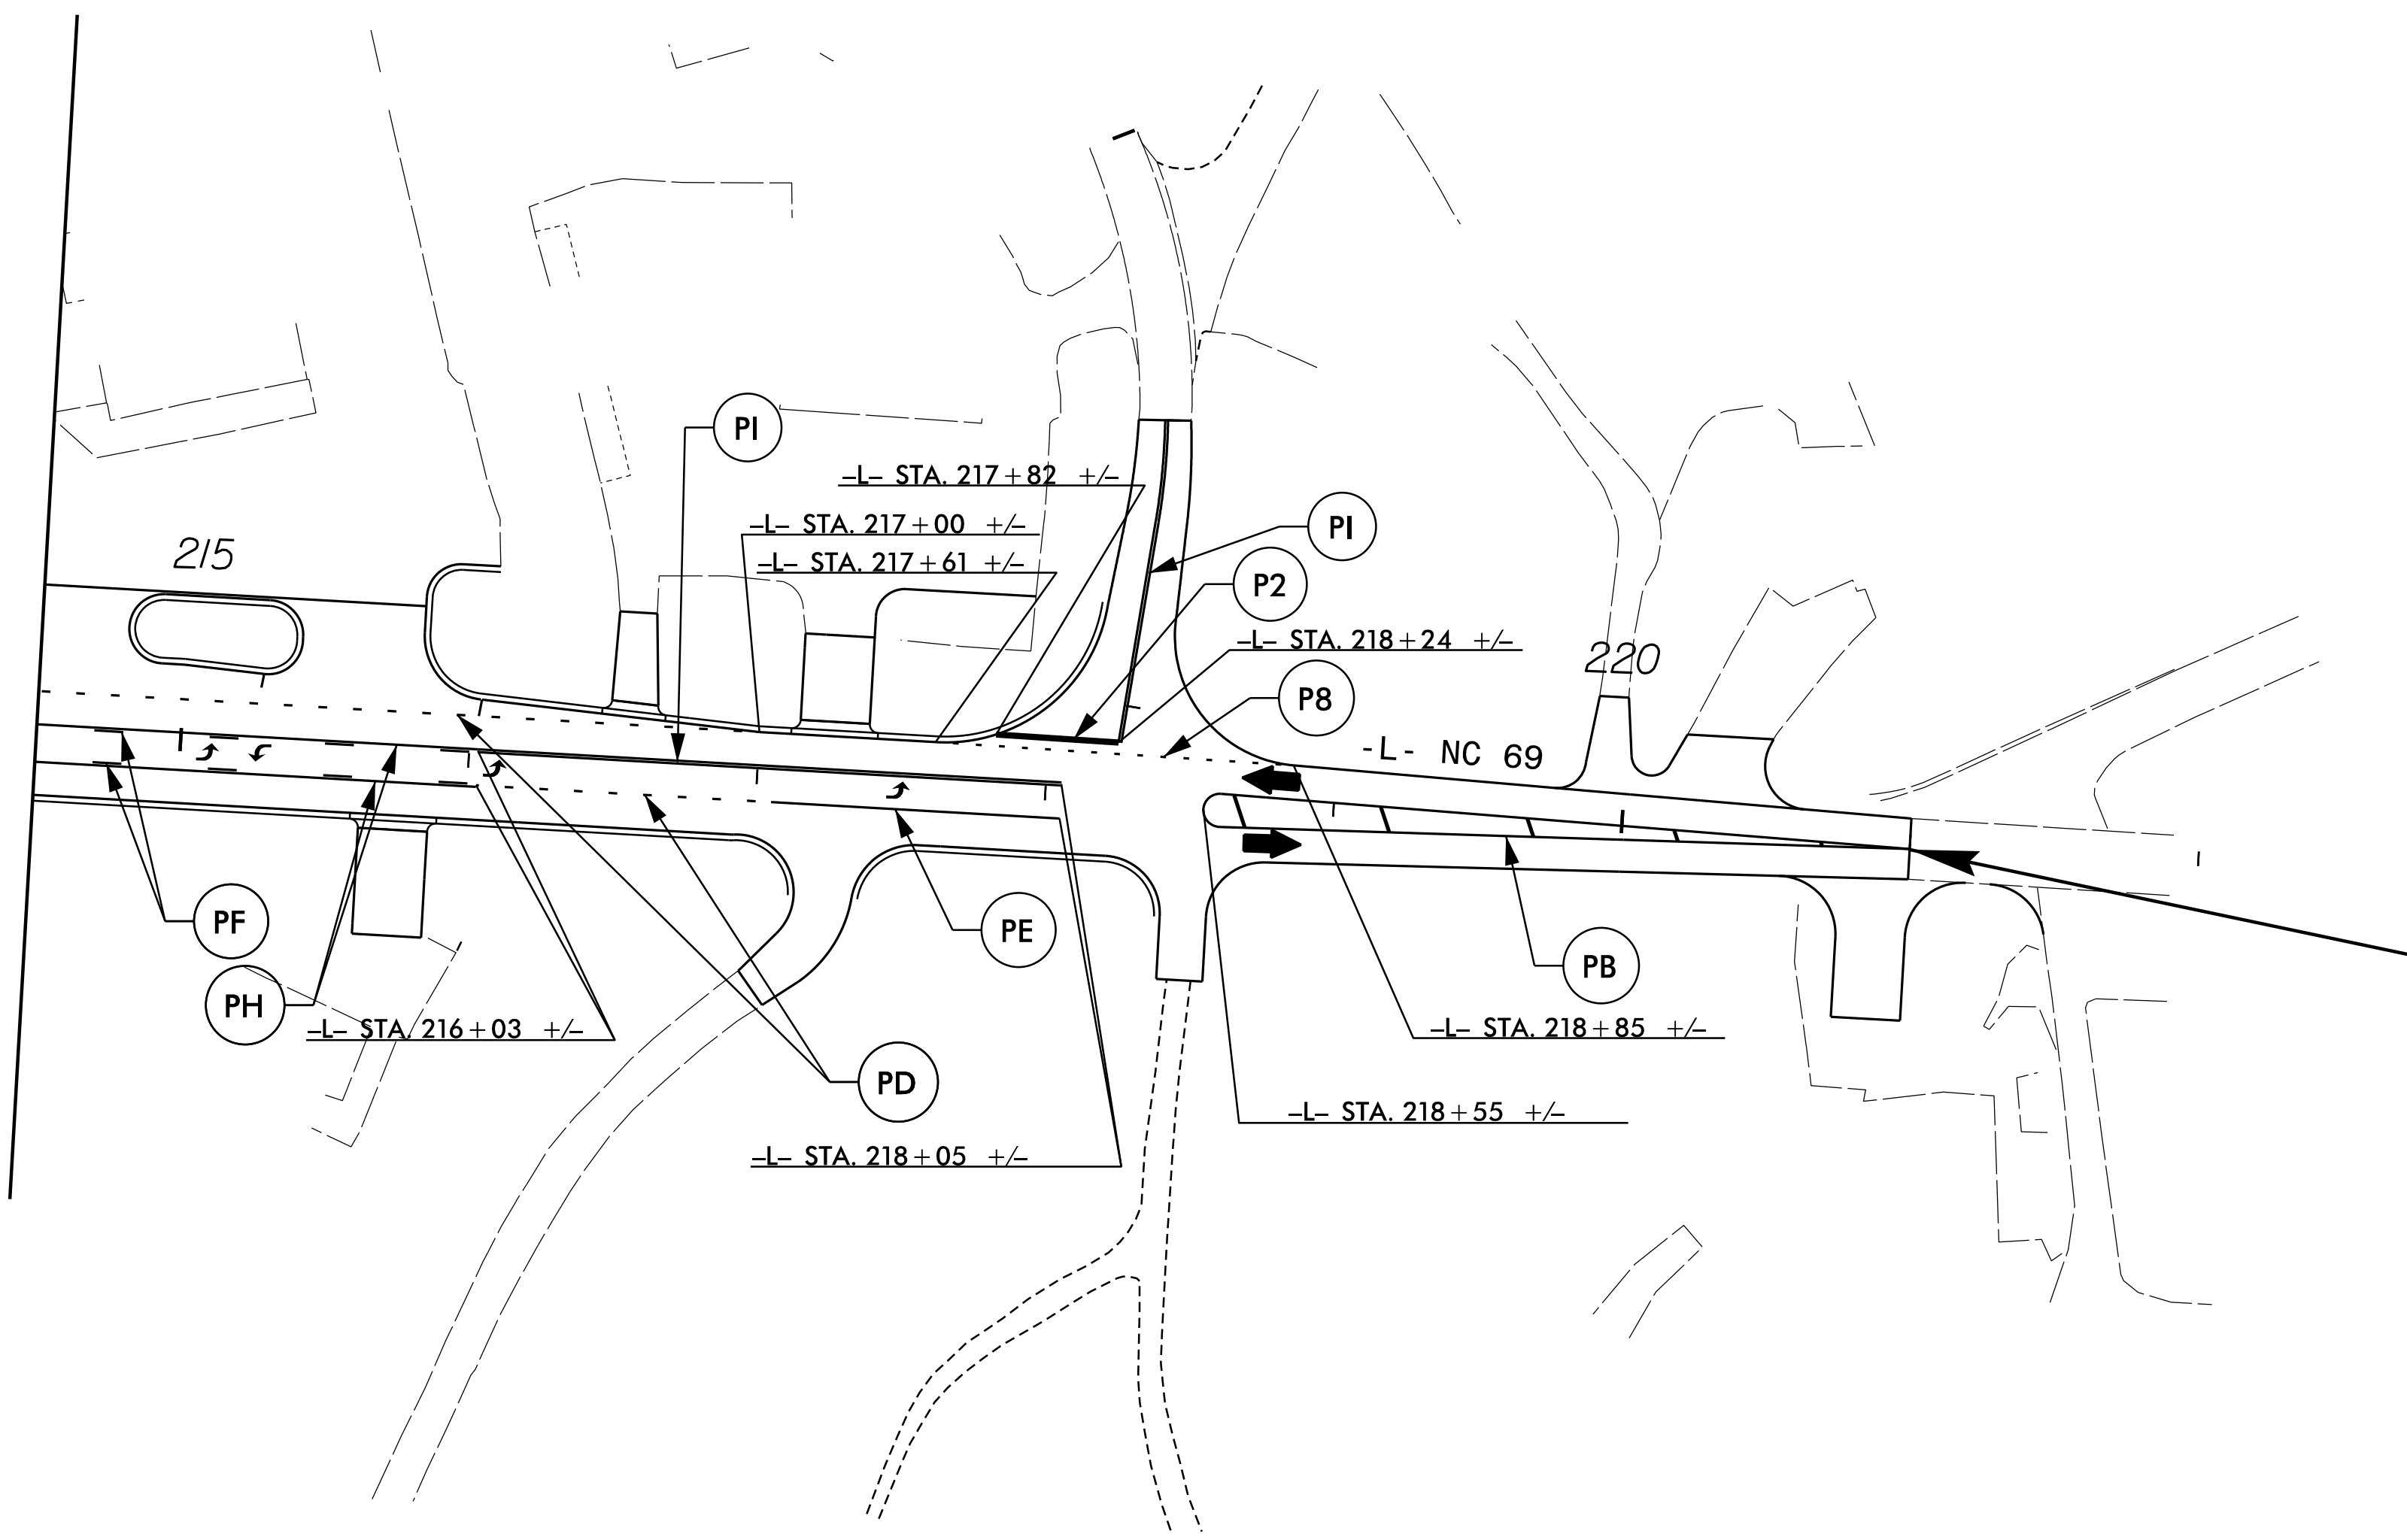 PI
-L- STA. 217+82 +/-
-L- STA. 217+00 +/-
PI
215
-L- STA. 217+61 +/-
P2
-L- STA. 218+24 +/-
220
P8
-L- NC 69
PF
PE
PB
PH
-L- STA. 216+03 +/-
-L- STA. 218+85 +/-
PD
-L- STA. 218+55 +/-
-L- STA. 218+05 +/-